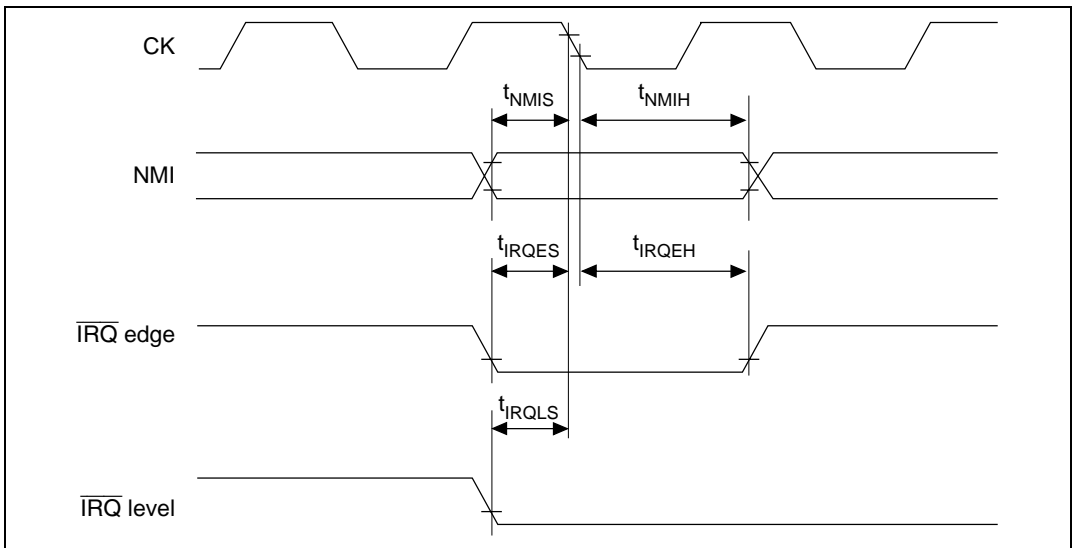 CK
tNMIS tNMIH
NMI
tIRQES tIRQEH
IRQ edge
tIRQLS
IRQ level